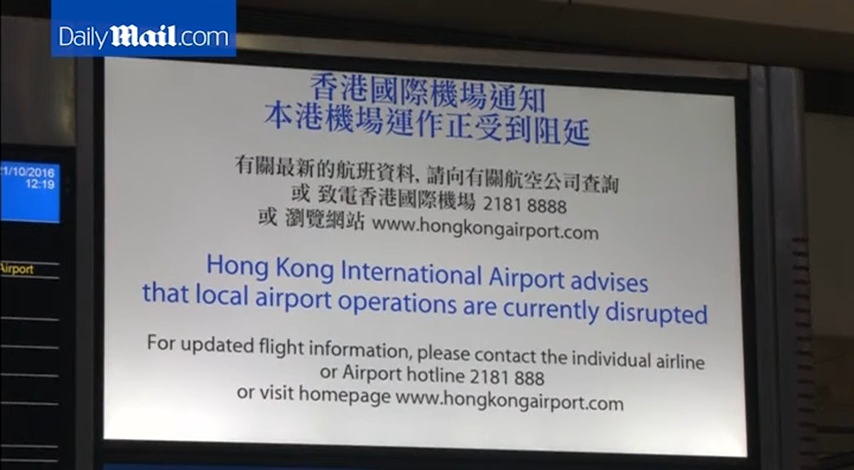 DailyMail.com
1/10/2016
12:19
Airport
香港國際機場通知
本港機場運作正受到阻延
有關最新的航班資料, 請向有關航空公司查詢
或 致電香港國際機場 2181 8888
或 瀏覽網站 www.hongkongairport.com
Hong Kong International Airport advises
that local airport operations are currently disrupted
For updated flight information, please contact the individual airline
or Airport hotline 2181 888
or visit homepage www.hongkongairport.com